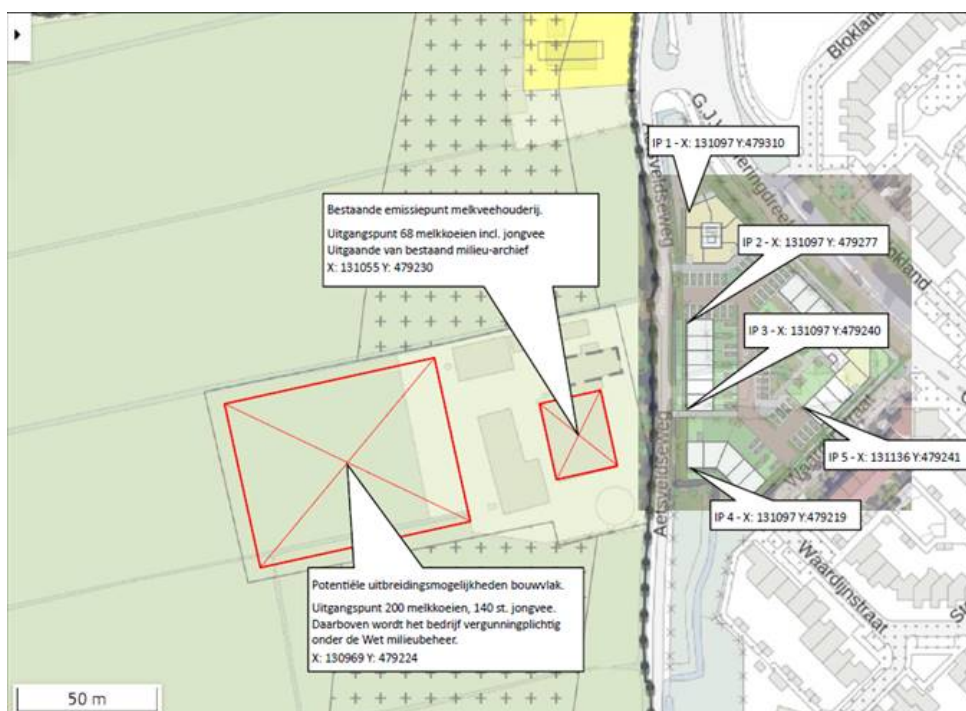 Blokland
G.J.
eringdreef
Blokland
IP 1 - X: 131097 Y:479310
Aetsveldseweg
Bestaande emissiepunt melkveehouderij.
Uitgangspunt 68 melkkoeien incl. jongvee
Uitgaande van bestaand milieu-archief
X: 131055 Y: 479230
IP 2 - X: 131097 Y:479277
IP 3 - X: 131097 Y:479240
IP 5 - X: 131136 Y:479241
Aetsveldseweg
IP 4 - X: 131097 Y:479219
Waardijnstraat
Potentiële uitbreidingsmogelijkheden bouwvlak.
Uitgangspunt 200 melkkoeien, 140 st. jongvee.
Daarboven wordt het bedrijf vergunningplichtig
onder de Wet milieubeheer.
X: 130969 Y: 479224
50 m